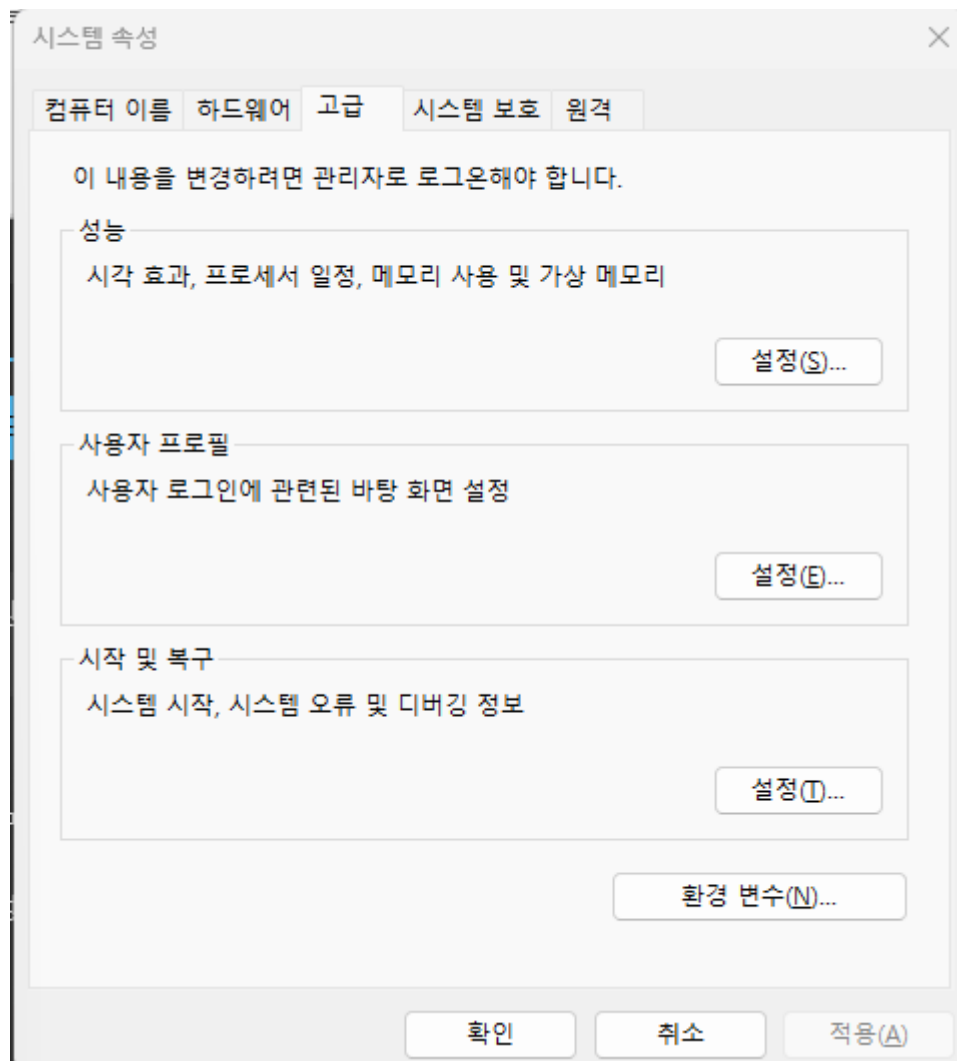 시스템 속성
컴퓨터 이름 하드웨어 고급 시스템 보호 원격
이 내용을 변경하려면 관리자로 로그온해야 합니다.
성능
시각 효과, 프로세서 일정, 메모리 사용 및 가상 메모리
설정(S)...
사용자 프로필
사용자 로그인에 관련된 바탕 화면 설정
설정(E)...
시작 및 복구
시스템 시작, 시스템 오류 및 디버깅 정보
설정(T)...
환경 변수(N)...
확인 취소 적용(A)